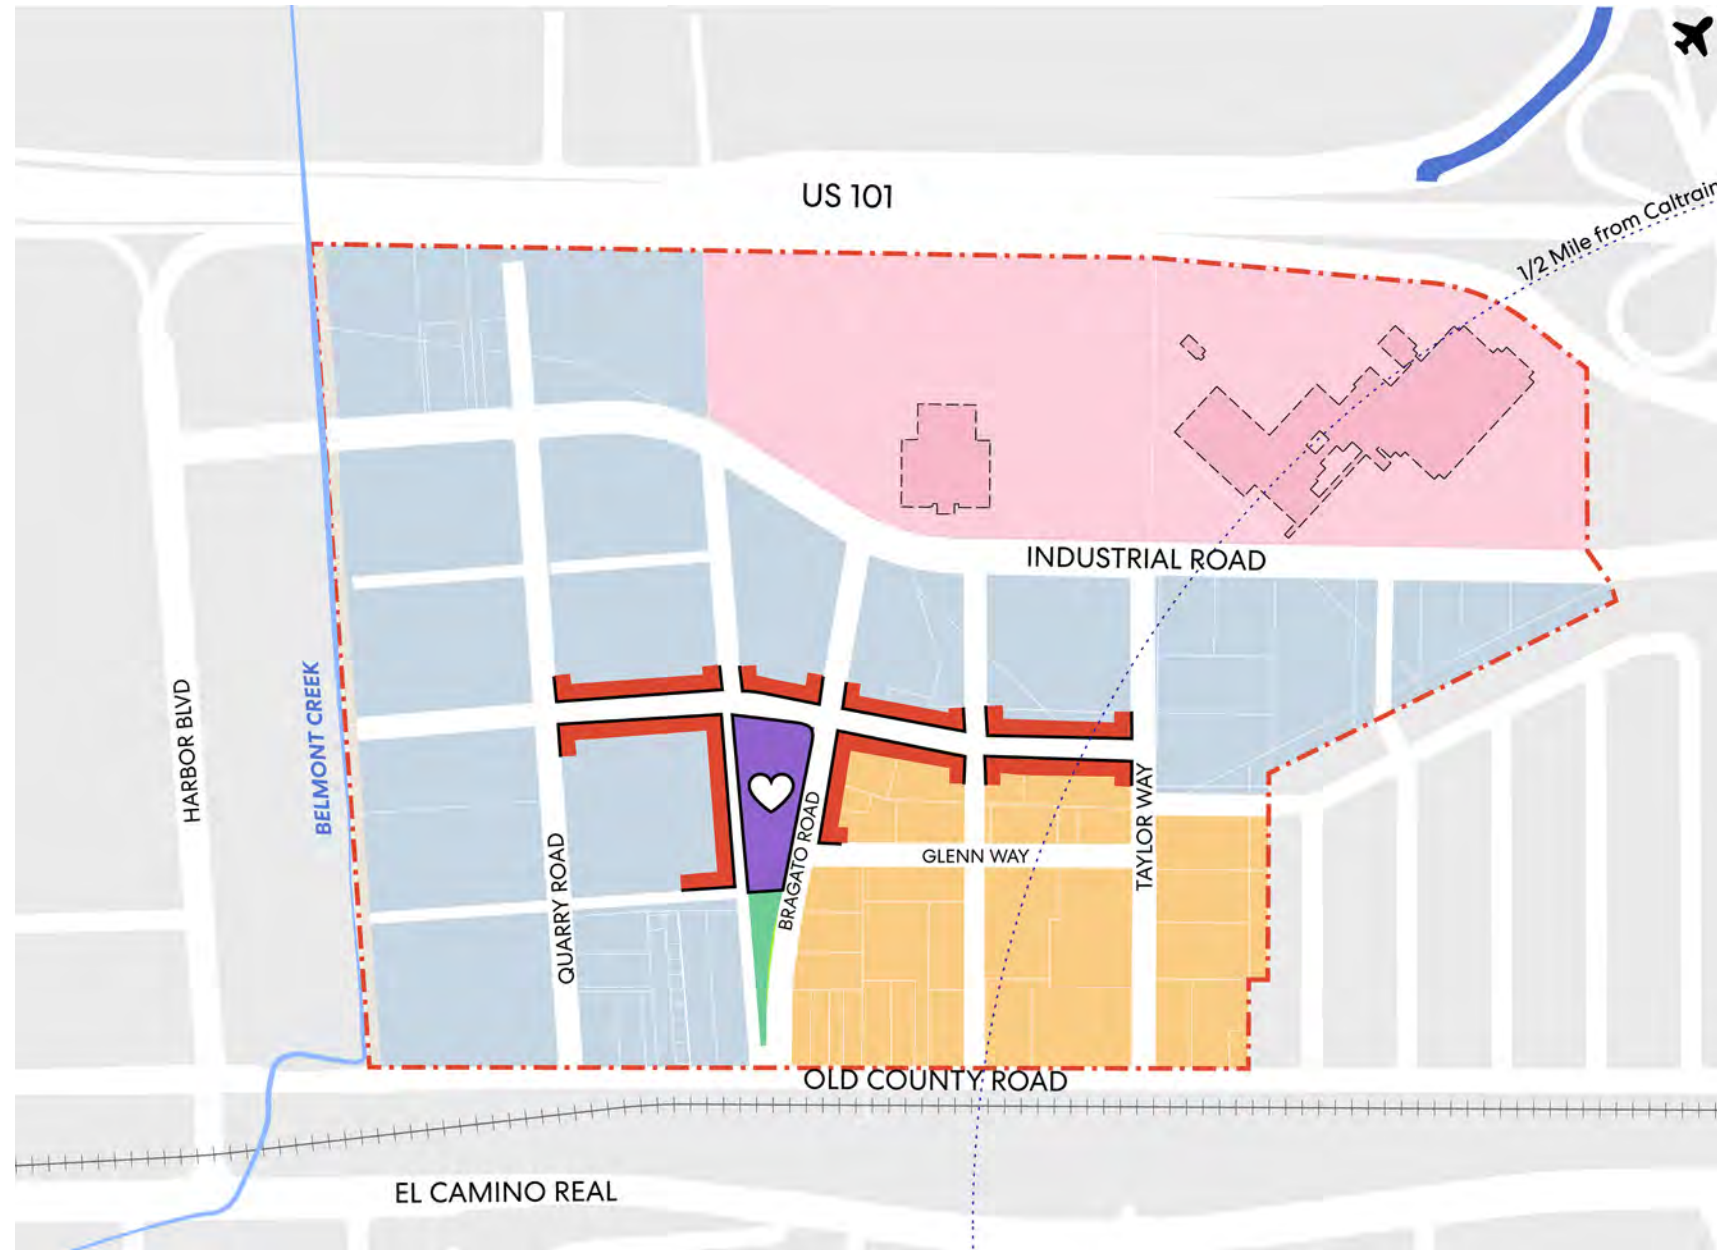 US 101
1/2 Mile from Caltrain
INDUSTRIAL ROAD
HARBOR BLVD
BELMONT CREEK
QUARRY ROAD
BRAGATO ROAD
GLENN WAY
TAYLOR WAY
OLD COUNTY ROAD
EL CAMINO REAL